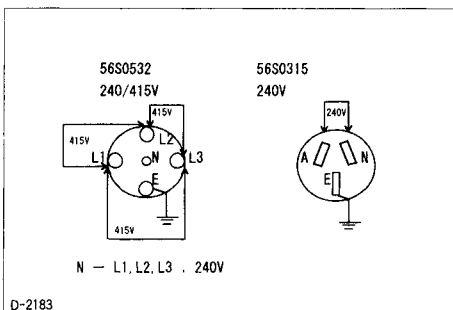 56S0532
240/415V
415V
L2
415V
L1
N
L3
E
415V
N — L1, L2, L3 . 240V
56S0315
240V
240V
A
N
E
D-2183